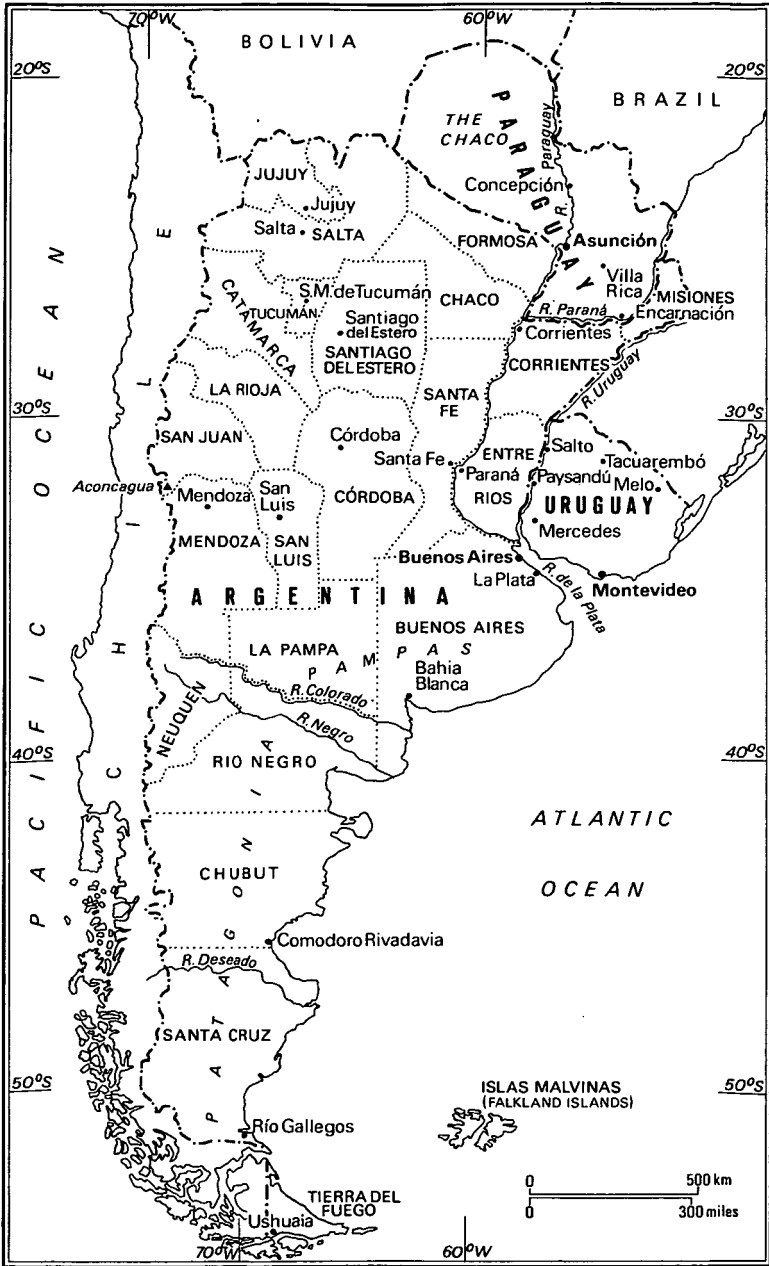 70°W
60°W
BOLIVIA
20°S
20°S
BRAZIL
THE
CHACO
PARAGUAY
R. Paraguay
JUJUY
Concepción
Jujuy
Salta
SALTA
FORMOSA
Asunción
Villa
Rica
CATAMARCA
S.M. de Tucumán
TUCUMÁN
CHACO
R. Paraná
MISIONES
Encarnación
Santiago
del Estero
SANTIAGO
DEL ESTERO
Corrientes
CORRIENTES
R. Uruguay
LA RIOJA
SANTA
FE
30°S
30°S
SAN JUAN
Córdoba
Santa Fe
ENTRE
RIOS
Salto
Tacuarembó
Aconcagua
Mendoza
San
Luis
CÓRDOBA
Paraná
Paysandú
Melo
URUGUAY
Mercedes
MENDOZA
SAN
LUIS
Buenos Aires
La Plata
R. de la Plata
Montevideo
ARGENTINA
BUENOS AIRES
LA PAMPA
PAMPAS
Bahia
Blanca
R. Colorado
NEUQUEN
R. Negro
40°S
40°S
RIO NEGRO
PACIFIC OCEAN
CHILE
ATLANTIC
OCEAN
CHUBUT
PATAGONIA
Comodoro Rivadavia
R. Deseado
SANTA CRUZ
50°S
50°S
ISLAS MALVINAS
(FALKLAND ISLANDS)
Río Gallegos
0 500 km
0 300 miles
TIERRA DEL
FUEGO
Ushuaia
70°W
60°W